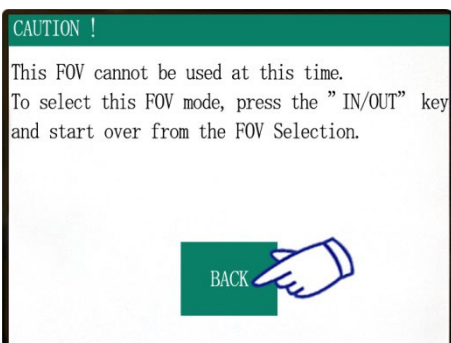 CAUTION !
This FOV cannot be used at this time.
To select this FOV mode, press the ” IN/OUT” key
and start over from the FOV Selection.
BACK